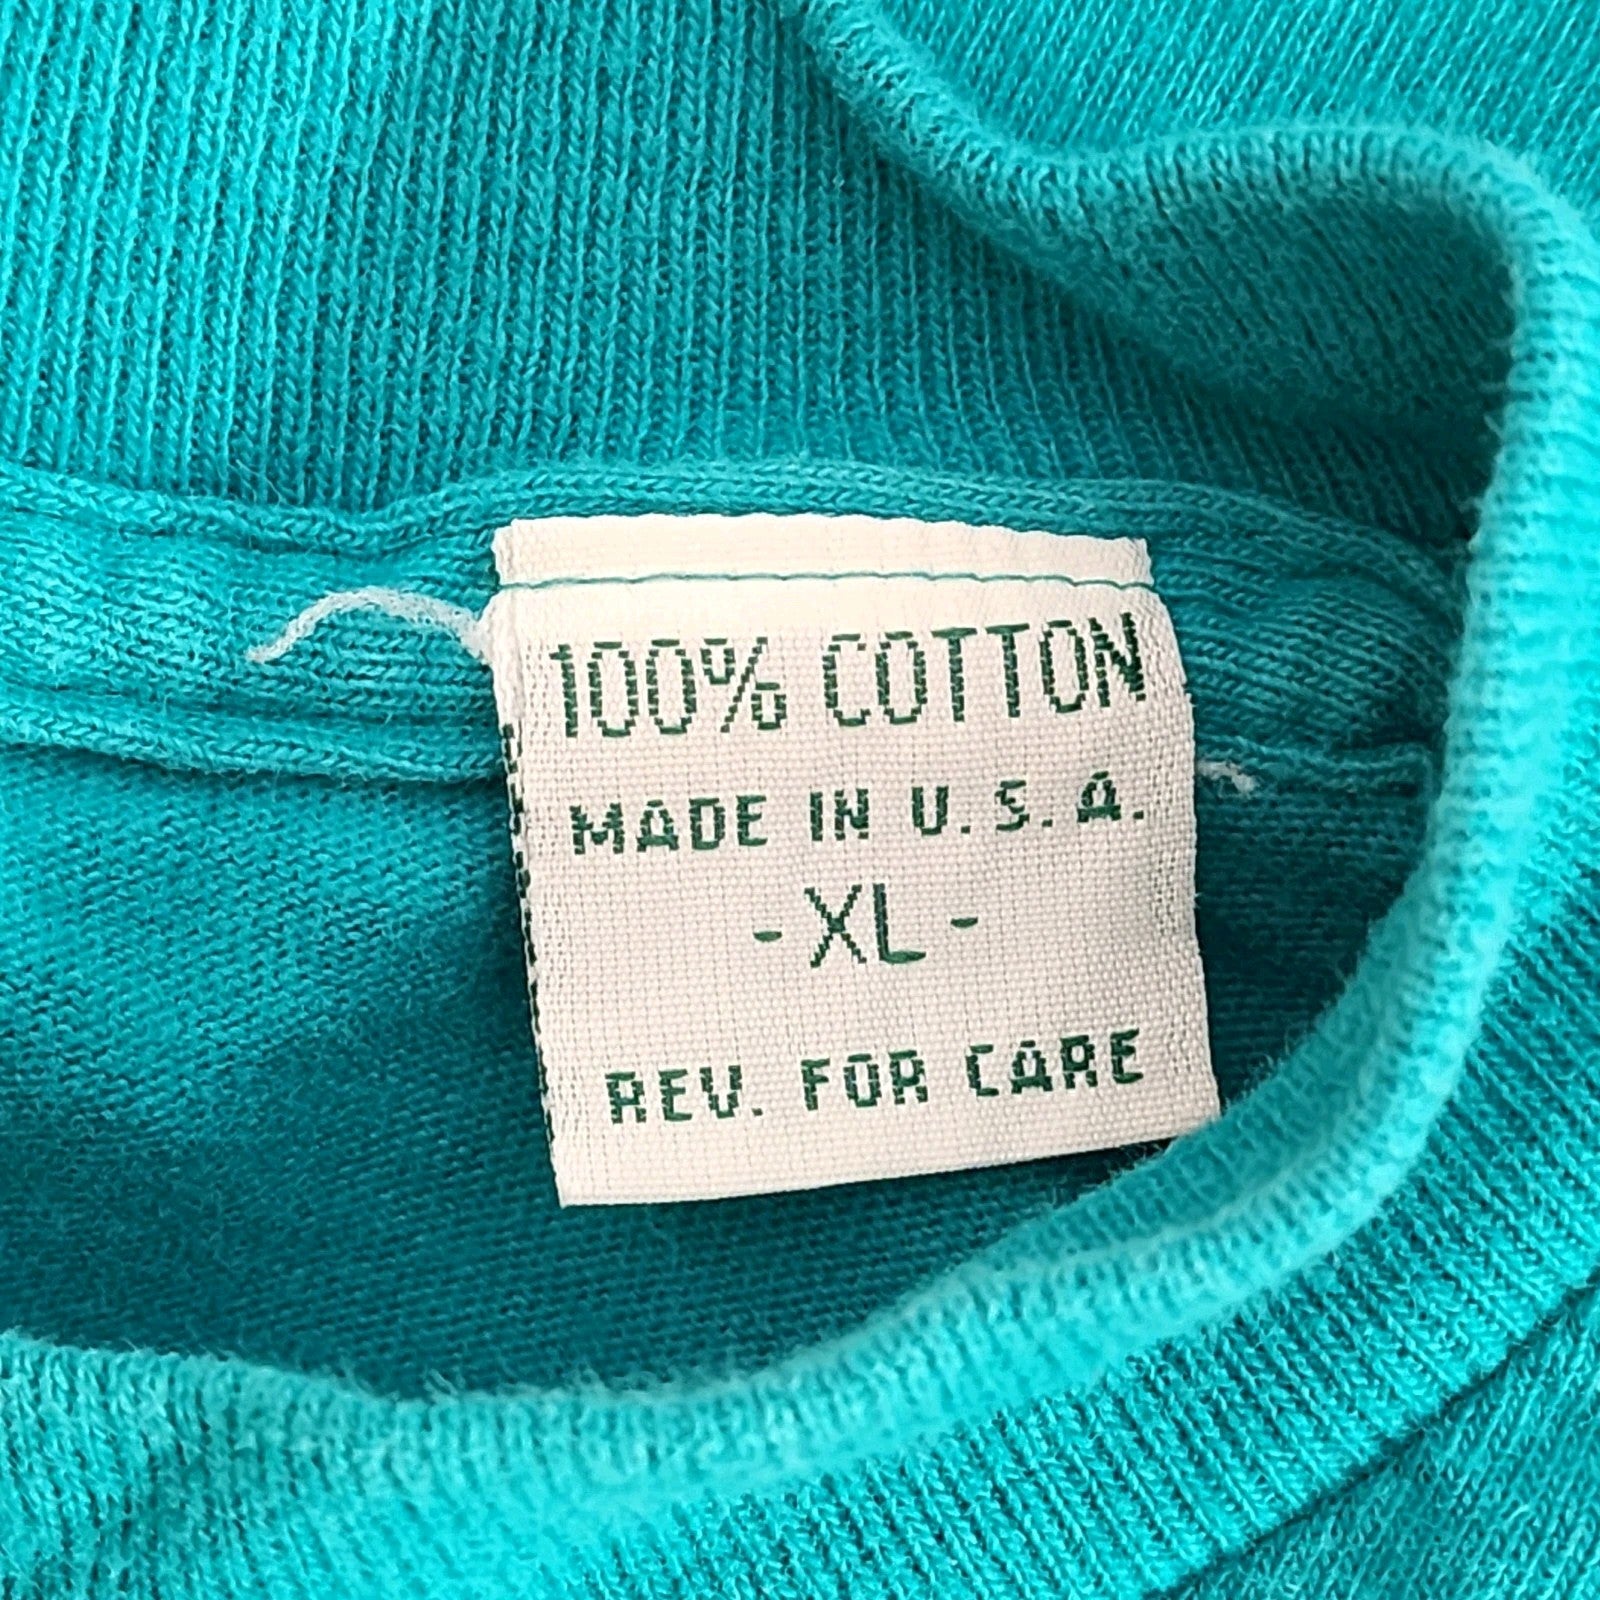 100% COTTON
MADE IN U.S.A.
-XL-
REV. FOR CARE